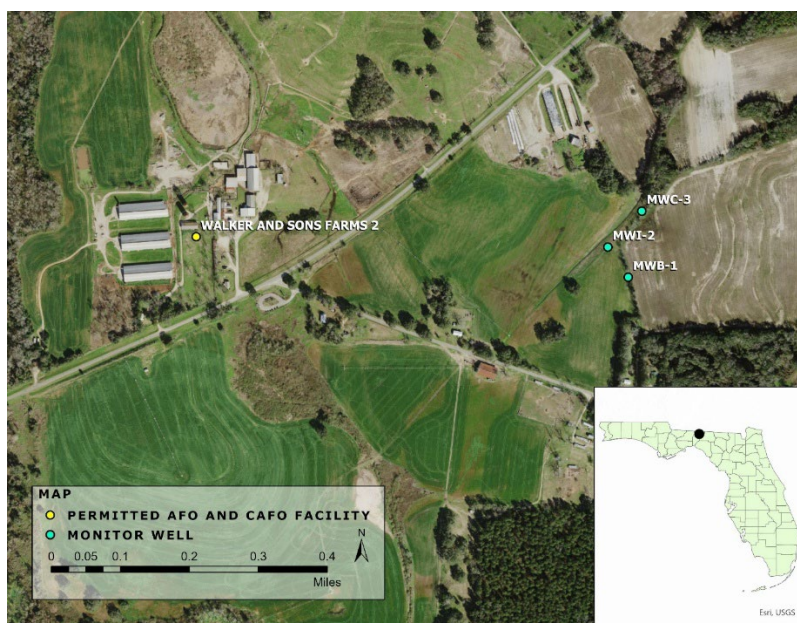 MWC-3
WALKER AND SONS FARMS 2
MWI-2
MWB-1
MAP
PERMITTED AFO AND CAFO FACILITY
MONITOR WELL
N
0 0.05 0.1 0.2 0.3 0.4
Miles
Esri, USGS